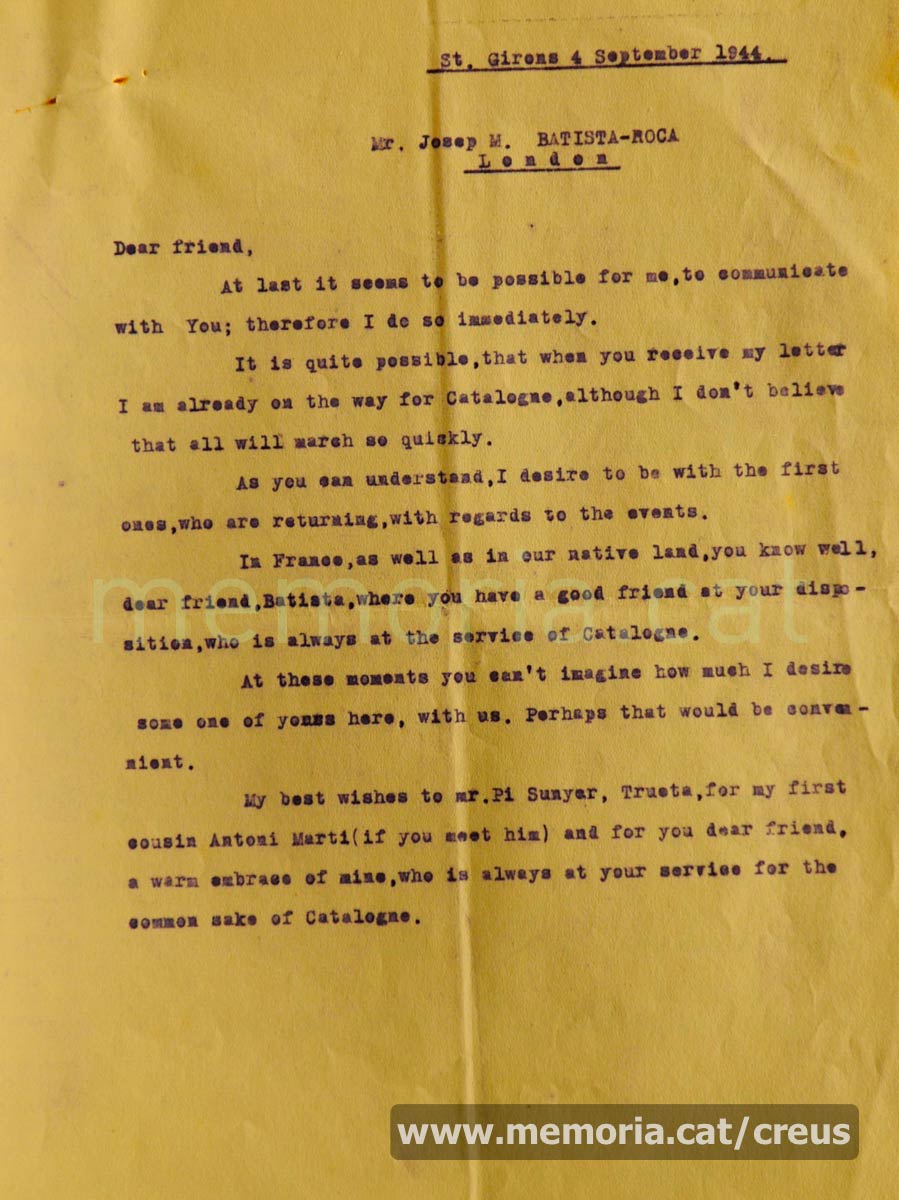 St. Girons 4 September 1944.
Mr. Josep M. BATISTA-ROCA
London
Dear friend,
At last it seems to be possible for me,to communicate
with You; therefore I do so immediately.
It is quite possible,that when you receive my letter
I am already on the way for Catalogne,although I don't believe
that all will march so quickly.
As you can understand,I desire to be with the first
ones,who are returning,with regards to the events.
In France,as well as in our native land,you know well,
dear friend,Batista,where you have a good friend at your dispo-
sition,who is always at the service of Catalogne.
At these moments you can't imagine how much I desire
some one of yours here, with us. Perhaps that would be conven-
nient.
My best wishes to mr.Pi Sunyer, Trueta,for my first
cousin Antoni Marti(if you meet him) and for you dear friend,
a warm embrace of mine,who is always at your service for the
common sake of Catalogne.
memoria.cat
www.memoria.cat/creus